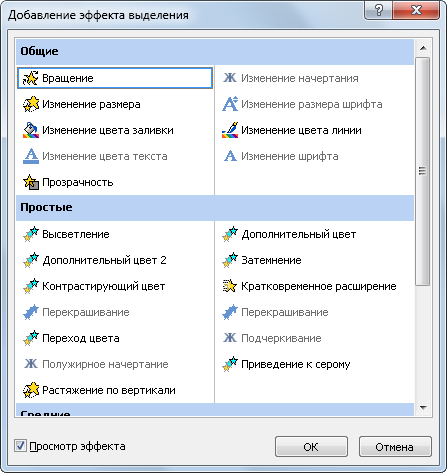 Добавление эффекта выделения
Общие
Вращение
Ж Изменение начертания
Изменение размера
А Изменение размера шрифта
Изменение цвета заливки
Изменение цвета линии
А Изменение цвета текста
А Изменение шрифта
Прозрачность
Простые
Высветление
Дополнительный цвет
Дополнительный цвет 2
Затемнение
Контрастирующий цвет
Кратковременное расширение
Перекрашивание
Перекрашивание
Переход цвета
Ж Подчеркивание
Ж Полужирное начертание
Приведение к серому
Растяжение по вертикали
Средние
Просмотр эффекта
ОК
Отмена